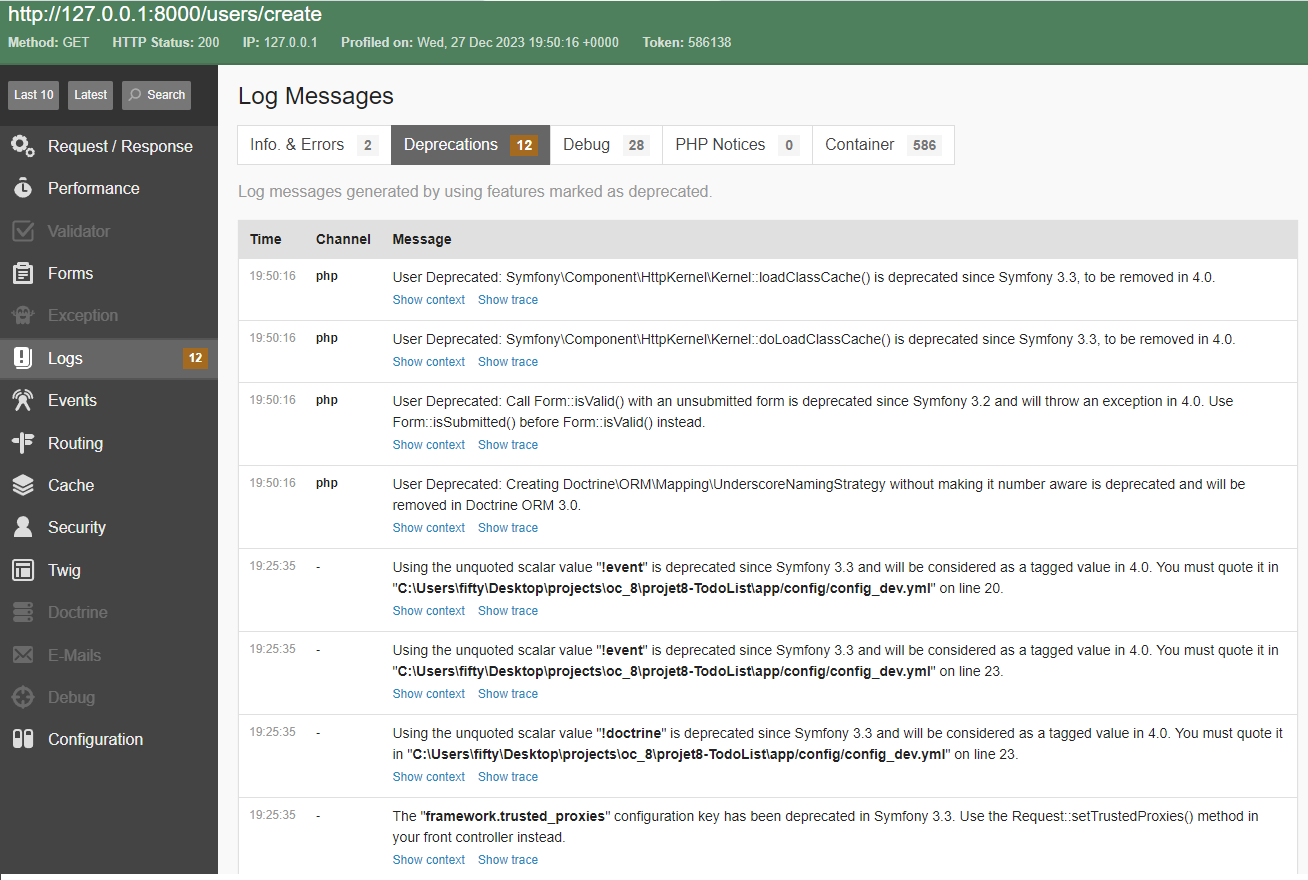 http://127.0.0.1:8000/users/create
Method: GET HTTP Status: 200 IP: 127.0.0.1 Profiled on: Wed, 27 Dec 2023 19:50:16 +0000 Token: 586138
Last 10 Latest Search
Request / Response
Performance
Validator
Forms
Exception
Logs 12
Events
Routing
Cache
Security
Twig
Doctrine
E-Mails
Debug
Configuration
Log Messages
Info. & Errors 2 Deprecations 12 Debug 28 PHP Notices 0 Container 586
Log messages generated by using features marked as deprecated.
Time Channel Message
19:50:16 php User Deprecated: Symfony\Component\HttpKernel\Kernel::loadClassCache() is deprecated since Symfony 3.3, to be removed in 4.0.
Show context Show trace
19:50:16 php User Deprecated: Symfony\Component\HttpKernel\Kernel::doLoadClassCache() is deprecated since Symfony 3.3, to be removed in 4.0.
Show context Show trace
19:50:16 php User Deprecated: Call Form::isValid() with an unsubmitted form is deprecated since Symfony 3.2 and will throw an exception in 4.0. Use
Form::isSubmitted() before Form::isValid() instead.
Show context Show trace
19:50:16 php User Deprecated: Creating Doctrine\ORM\Mapping\UnderscoreNamingStrategy without making it number aware is deprecated and will be
removed in Doctrine ORM 3.0.
Show context Show trace
19:25:35 - Using the unquoted scalar value "!event" is deprecated since Symfony 3.3 and will be considered as a tagged value in 4.0. You must quote it in
"C:\Users\fifty\Desktop\projects\oc_8\projet8-TodoList\app/config/config_dev.yml" on line 20.
Show context Show trace
19:25:35 - Using the unquoted scalar value "!event" is deprecated since Symfony 3.3 and will be considered as a tagged value in 4.0. You must quote it in
"C:\Users\fifty\Desktop\projects\oc_8\projet8-TodoList\app/config/config_dev.yml" on line 23.
Show context Show trace
19:25:35 - Using the unquoted scalar value "!doctrine" is deprecated since Symfony 3.3 and will be considered as a tagged value in 4.0. You must quote it
in "C:\Users\fifty\Desktop\projects\oc_8\projet8-TodoList\app/config/config_dev.yml" on line 23.
Show context Show trace
19:25:35 - The "framework.trusted_proxies" configuration key has been deprecated in Symfony 3.3. Use the Request::setTrustedProxies() method in
your front controller instead.
Show context Show trace